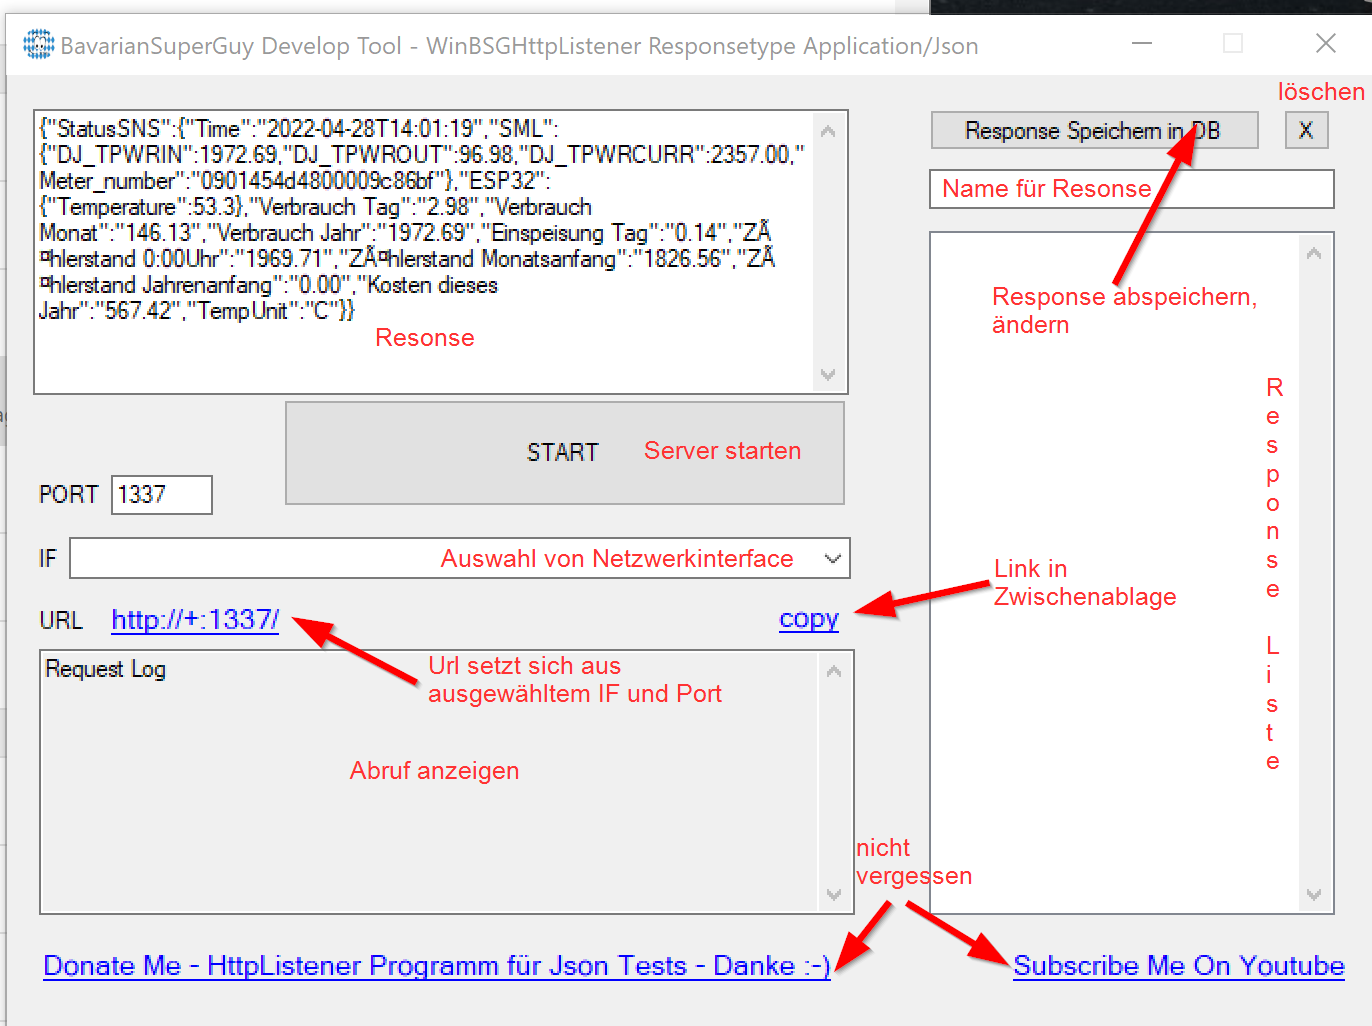 BavarianSuperGuy Develop Tool - WinBSGHttpListener Responsetype Application/Json
löschen
{"StatusSNS":{"Time":"2022-04-28T14:01:19","SML":
{"DJ_TPWRIN":1972.69,"DJ_TPWROUT":96.98,"DJ_TPWRCURR":2357.00,"
Meter_number":"0901454d4800009c86bf"},"ESP32":
{"Temperature":53.3},"Verbrauch Tag":"2.98","Verbrauch
Monat":"146.13","Verbrauch Jahr":"1972.69","Einspeisung Tag":"0.14","ZÃ
¤hlerstand 0:00Uhr":"1969.71","ZÃ¤hlerstand Monatsanfang":"1826.56","ZÃ
¤hlerstand Jahrenanfang":"0.00","Kosten dieses
Jahr":"567.42","TempUnit":"C"}}
Resonse
Response Speichern in DB
X
Name für Resonse
Response abspeichern,
ändern
Response Liste
START
Server starten
PORT 1337
IF
Auswahl von Netzwerkinterface
URL http://+:1337/
copy
Link in
Zwischenablage
Request Log
Url setzt sich aus
ausgewähltem IF und Port
Abruf anzeigen
nicht
vergessen
Donate Me - HttpListener Programm für Json Tests - Danke :-)
Subscribe Me On Youtube